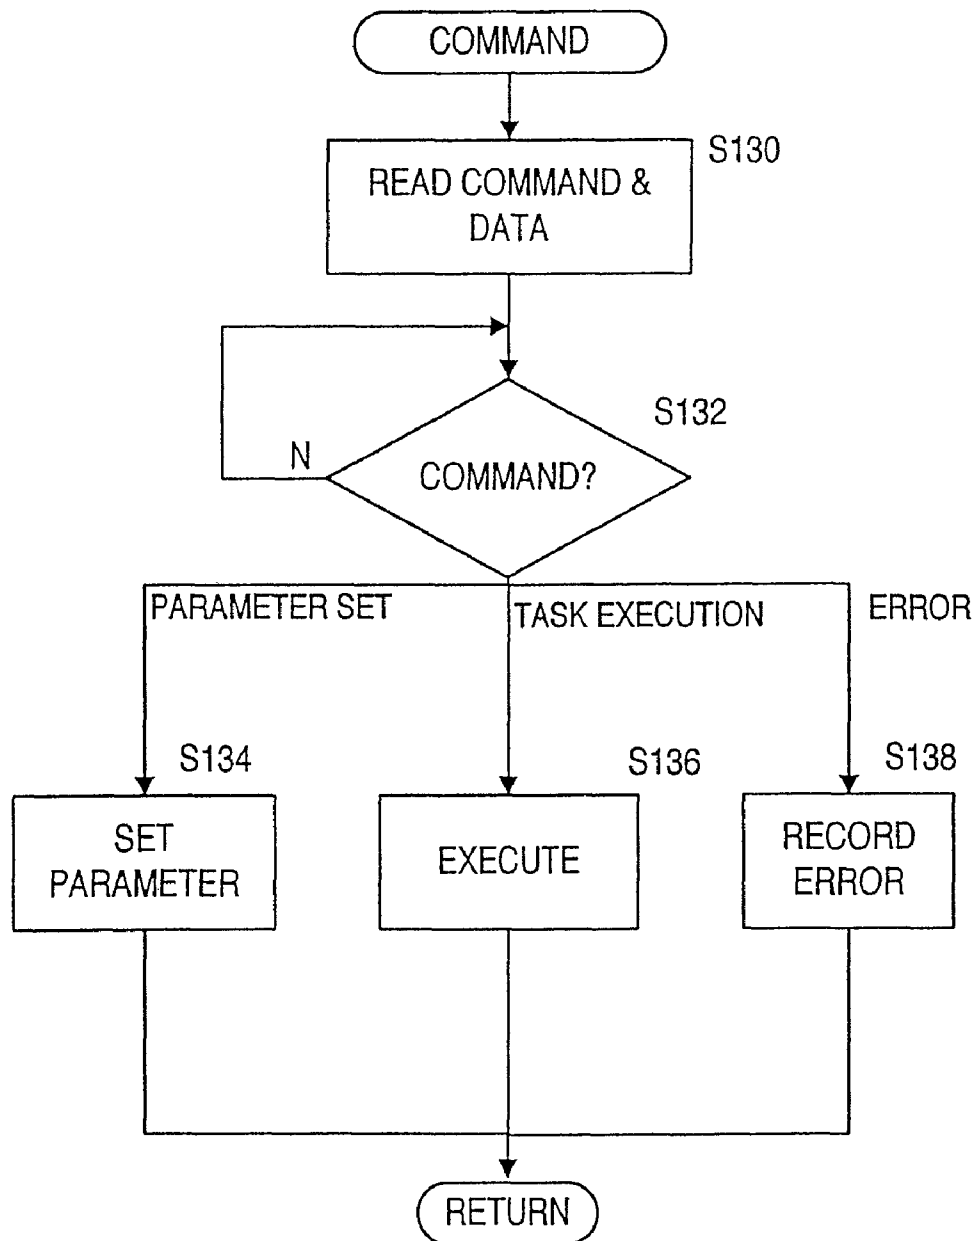 COMMAND
S130
READ COMMAND &
DATA
S132
N
COMMAND?
PARAMETER SET
TASK EXECUTION
ERROR
S134
S136
S138
SET
PARAMETER
EXECUTE
RECORD
ERROR
RETURN